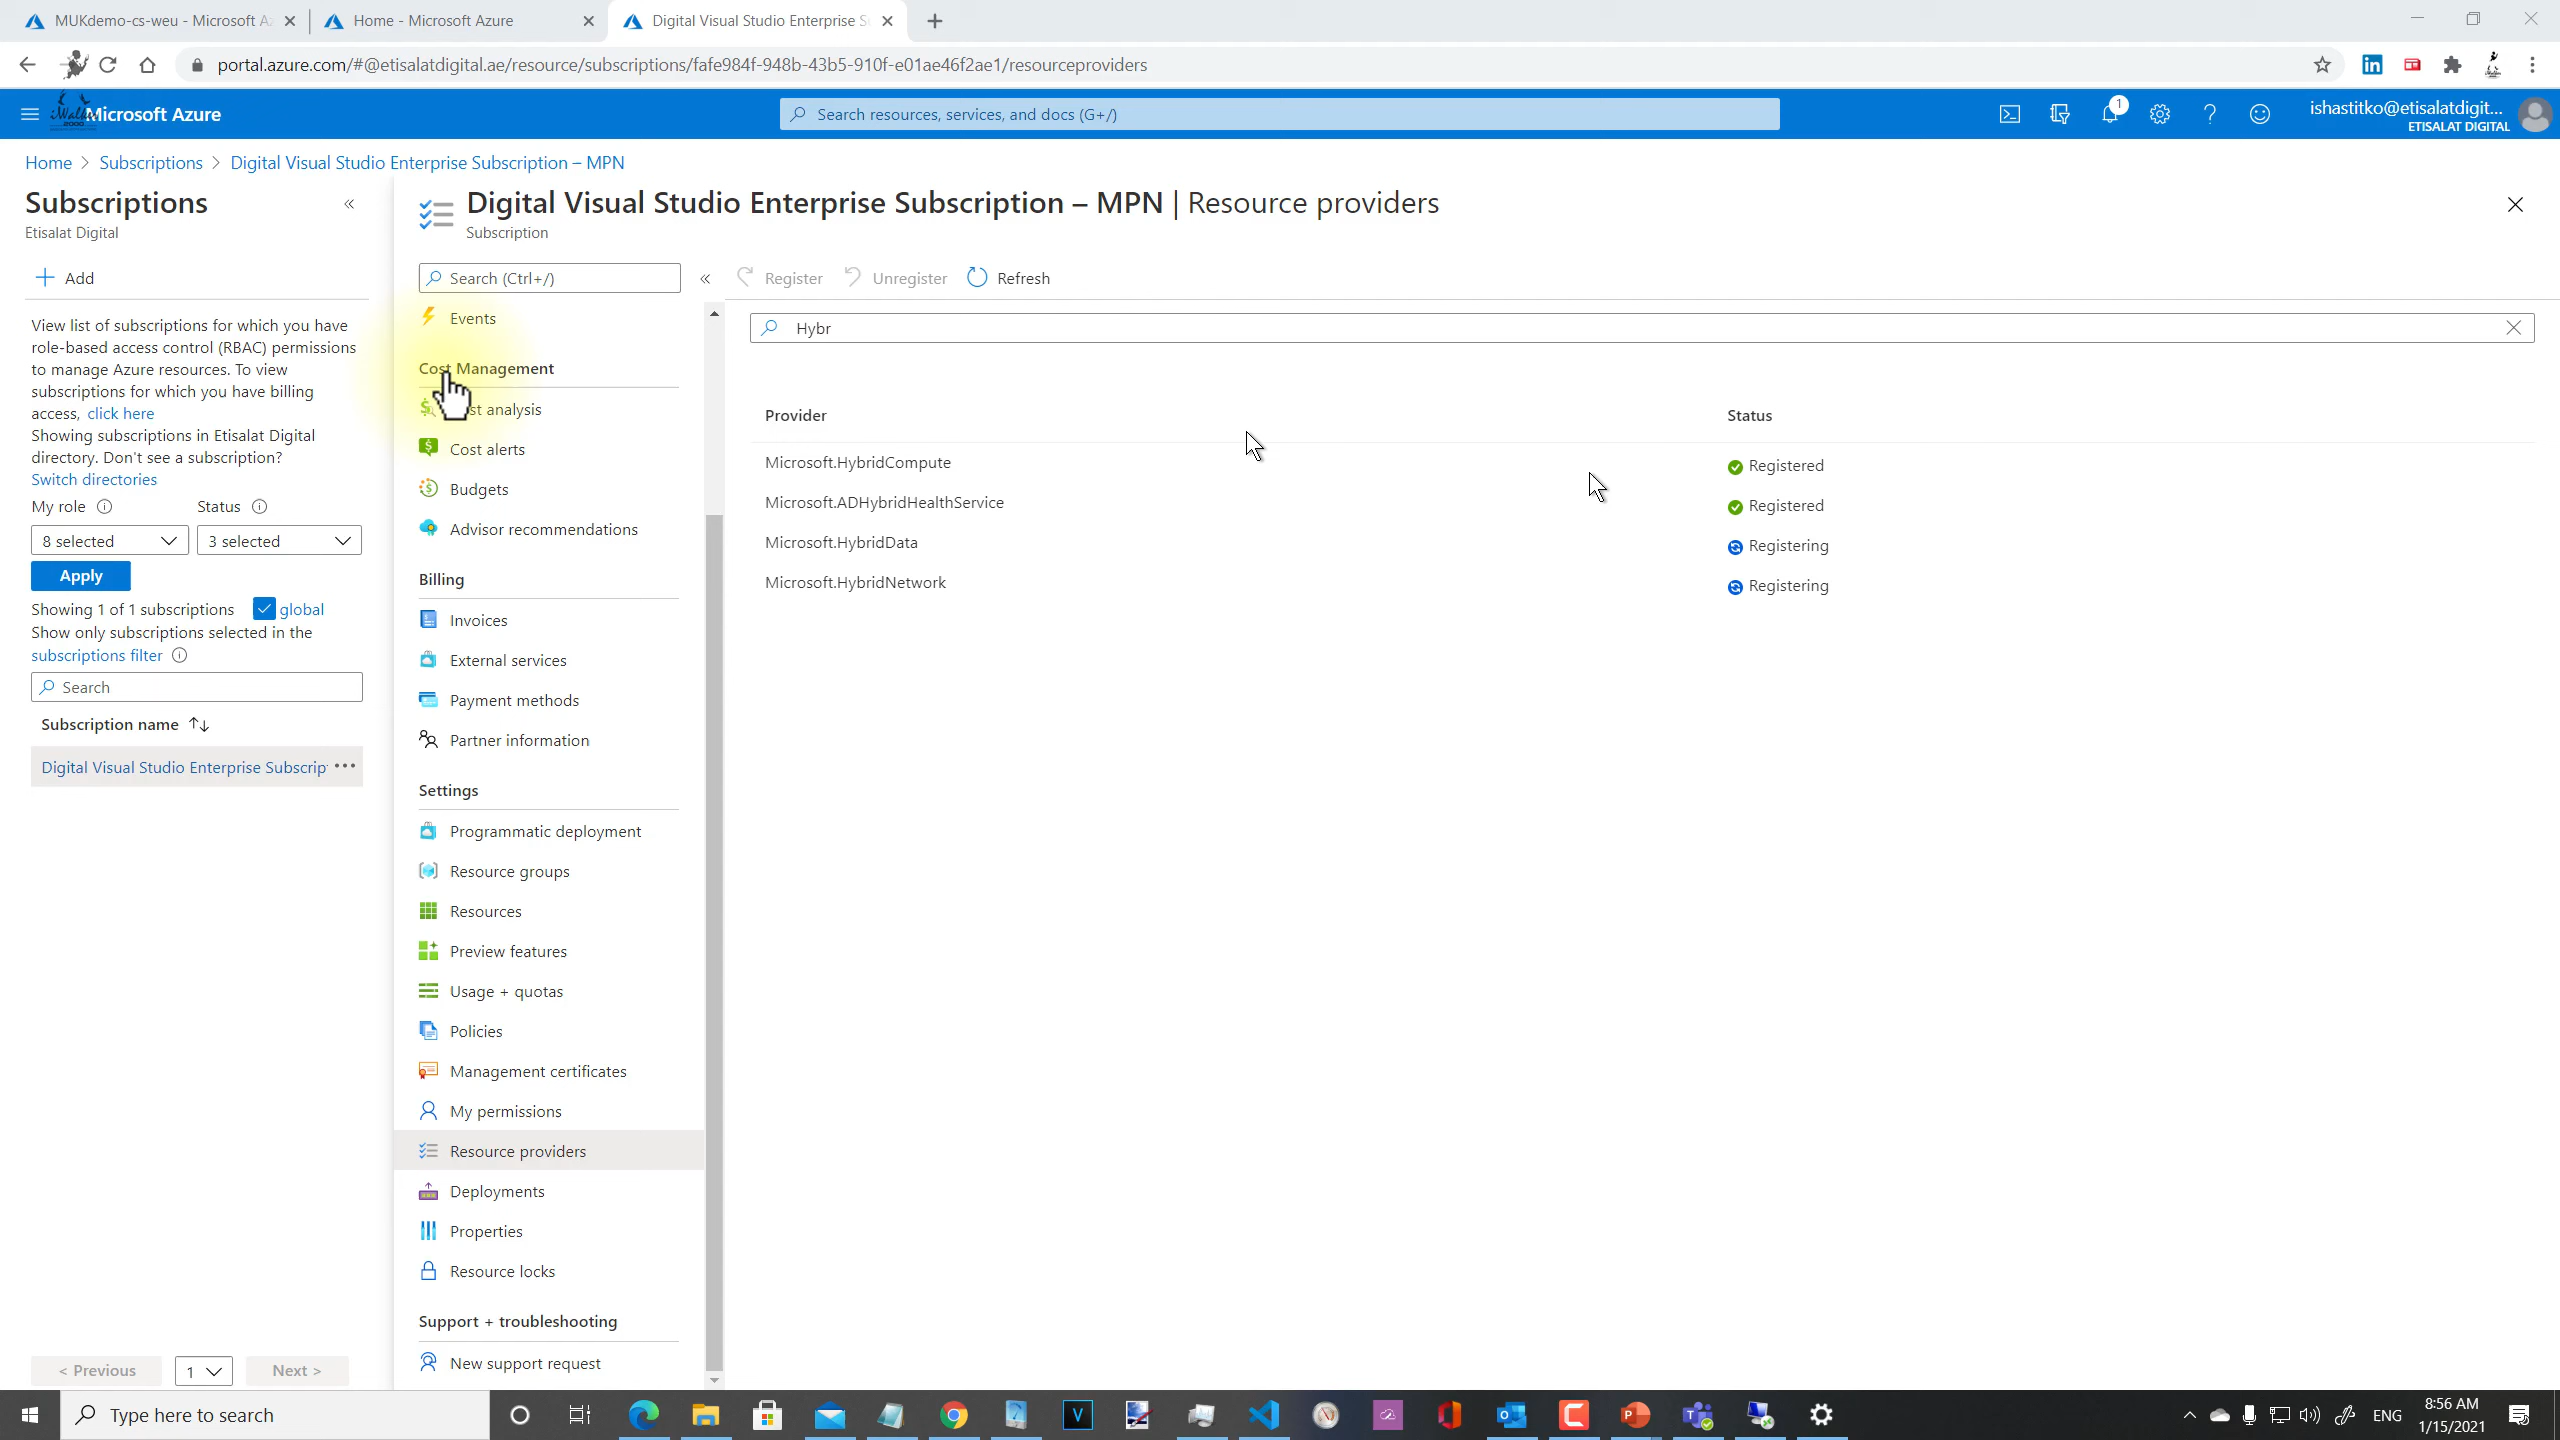 MUKdemo-cs-weu - Microsoft Az
Home - Microsoft Azure
Digital Visual Studio Enterprise S
portal.azure.com/#@etisalatdigital.ae/resource/subscriptions/fafe984f-948b-43b5-910f-e01ae46f2ae1/resourceproviders
Microsoft Azure
Search resources, services, and docs (G+/)
1
ishastitko@etisalatdigit...
ETISALAT DIGITAL
Home > Subscriptions > Digital Visual Studio Enterprise Subscription – MPN
Subscriptions
Etisalat Digital
Add
View list of subscriptions for which you have
role-based access control (RBAC) permissions
to manage Azure resources. To view
subscriptions for which you have billing
access, click here
Showing subscriptions in Etisalat Digital
directory. Don't see a subscription?
Switch directories
My role
Status
8 selected
3 selected
Apply
Showing 1 of 1 subscriptions
global
Show only subscriptions selected in the
subscriptions filter
Search
Subscription name
Digital Visual Studio Enterprise Subscrip
< Previous
1
Next >
Digital Visual Studio Enterprise Subscription – MPN | Resource providers
Subscription
Search (Ctrl+/)
Events
Cost Management
st analysis
Cost alerts
Budgets
Advisor recommendations
Billing
Invoices
External services
Payment methods
Partner information
Settings
Programmatic deployment
Resource groups
Resources
Preview features
Usage + quotas
Policies
Management certificates
My permissions
Resource providers
Deployments
Properties
Resource locks
Support + troubleshooting
New support request
Register
Unregister
Refresh
Hybr
Provider
Status
Microsoft.HybridCompute
Registered
Microsoft.ADHybridHealthService
Registered
Microsoft.HybridData
Registering
Microsoft.HybridNetwork
Registering
Type here to search
ENG
8:56 AM
1/15/2021